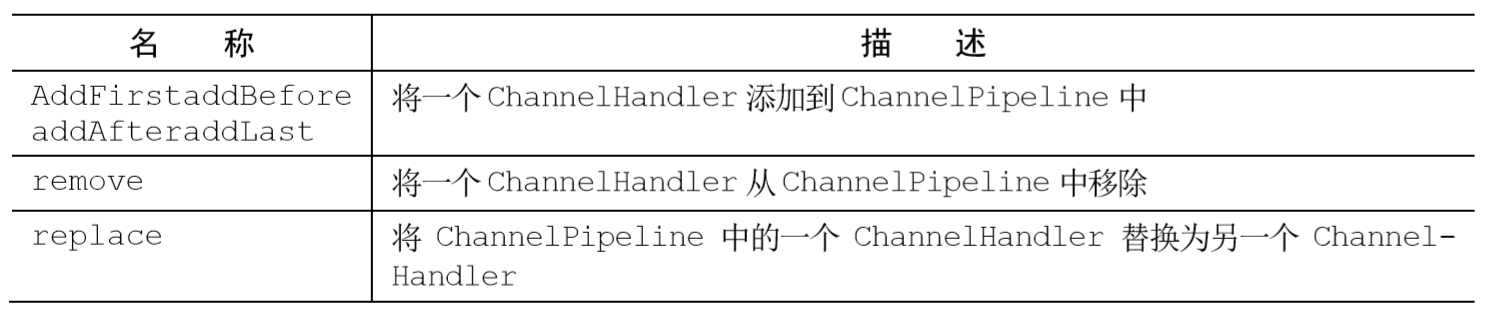 名 称 描 述
AddFirstaddBefore 将一个ChannelHandler 添加到ChannelPipeline 中
addAfteraddLast
remove 将一个ChannelHandler 从ChannelPipeline 中移除
replace 将 ChannelPipeline 中的一个 ChannelHandler 替换为另一个 Channel-
Handler